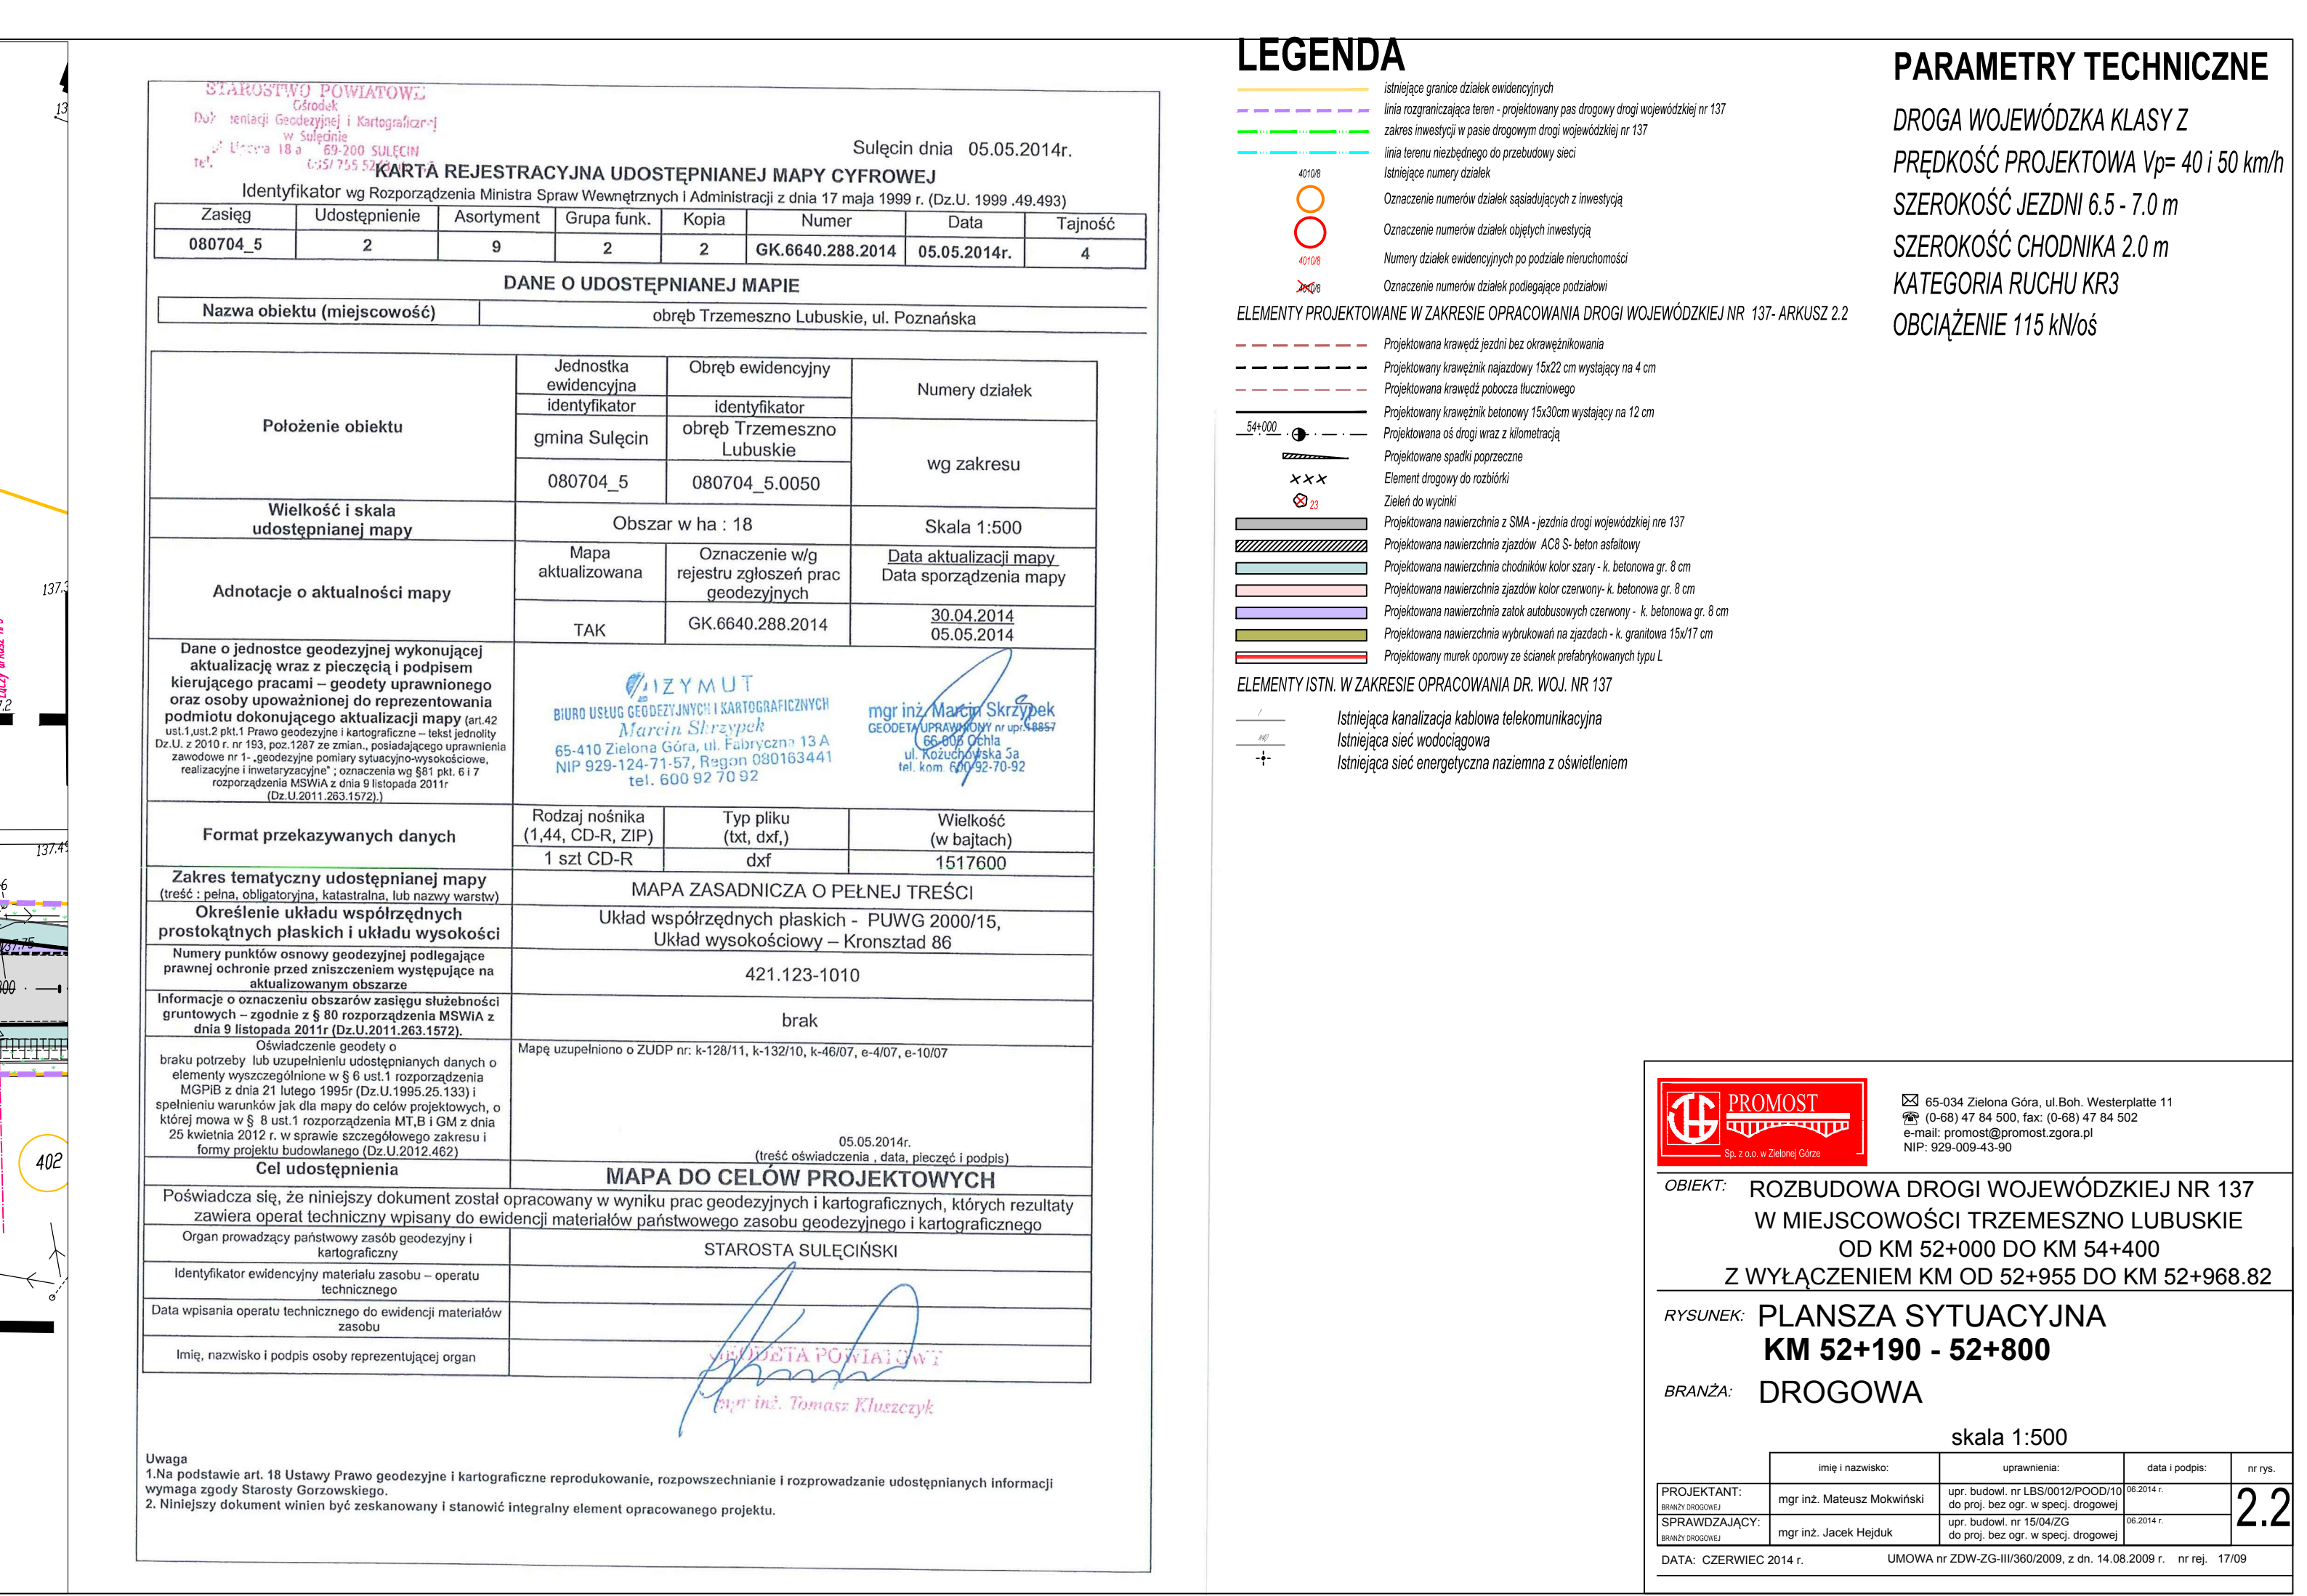 STAROSTWO POWIATOWE
Ośrodek
Dokumentacji Geodezyjnej i Kartograficznej
w Sulęcinie
18 a 69-200 SULĘCIN
tel.
Sulęcin dnia 05.05.2014r.
KARTA REJESTRACYJNA UDOSTĘPNIANEJ MAPY CYFROWEJ
Identyfikator wg Rozporządzenia Ministra Spraw Wewnętrznych i Administracji z dnia 17 maja 1999 r. (Dz.U. 1999 .49.493)
Zasięg Udostępnienie Asortyment Grupa funk. Kopia Numer Data Tajność
080704_5 2 9 2 2 GK.6640.288.2014 05.05.2014r. 4
DANE O UDOSTĘPNIANEJ MAPIE
Nazwa obiektu (miejscowość) obręb Trzemeszno Lubuskie, ul. Poznańska
Położenie obiektu
Jednostka ewidencyjna
Obręb ewidencyjny
Numery działek
identyfikator identyfikator
gmina Sulęcin
obręb Trzemeszno Lubuskie
wg zakresu
080704_5 080704_5.0050
Wielkość i skala
udostępnianej mapy
Obszar w ha : 18 Skala 1:500
Adnotacje o aktualności mapy
Mapa
aktualizowana
Oznaczenie w/g
rejestru zgłoszeń prac
geodezyjnych
Data aktualizacji mapy
Data sporządzenia mapy
TAK GK.6640.288.2014
30.04.2014
05.05.2014
Dane o jednostce geodezyjnej wykonującej
aktualizację wraz z pieczęcią i podpisem
kierującego pracami – geodety uprawnionego
oraz osoby upoważnionej do reprezentowania
podmiotu dokonującego aktualizacji mapy (art.42
ust.1,ust.2 pkt.1 Prawo geodezyjne i kartograficzne – tekst jednolity
Dz.U. z 2010 r. nr 193, poz.1287 ze zmian., posiadającego uprawnienia
zawodowe nr 1- „geodezyjne pomiary sytuacyjno-wysokościowe,
realizacyjne i inwetaryzacyjne" ; oznaczenia wg §81 pkt. 6 i 7
rozporządzenia MSWiA z dnia 9 listopada 2011r
(Dz.U.2011.263.1572).)
AZYMUT
BIURO USŁUG GEODEZYJNYCH I KARTOGRAFICZNYCH
Marcin Skrzypek
65-410 Zielona Góra, ul. Fabryczna 13 A
NIP 929-124-71-57, Regon 080163441
tel. 600 92 70 92
mgr inż. Marcin Skrzypek
GEODETA UPRAWNIONY nr upr. 18857
66-006 Ochla
ul. Kożuchowska 5a
tel. kom. 600-92-70-92
Format przekazywanych danych
Rodzaj nośnika
(1,44, CD-R, ZIP)
Typ pliku
(txt, dxf,)
Wielkość
(w bajtach)
1 szt CD-R dxf 1517600
Zakres tematyczny udostępnianej mapy
(treść : pełna, obligatoryjna, katastralna, lub nazwy warstw)
MAPA ZASADNICZA O PEŁNEJ TREŚCI
Określenie układu współrzędnych
prostokątnych płaskich i układu wysokości
Układ współrzędnych płaskich - PUWG 2000/15,
Układ wysokościowy – Kronsztad 86
Numery punktów osnowy geodezyjnej podlegające
prawnej ochronie przed zniszczeniem występujące na
aktualizowanym obszarze
421.123-1010
Informacje o oznaczeniu obszarów zasięgu służebności
gruntowych – zgodnie z § 80 rozporządzenia MSWiA z
dnia 9 listopada 2011r (Dz.U.2011.263.1572).
brak
Oświadczenie geodety o
braku potrzeby lub uzupełnieniu udostępnianych danych o
elementy wyszczególnione w § 6 ust.1 rozporządzenia
MGPiB z dnia 21 lutego 1995r (Dz.U.1995.25.133) i
spełnieniu warunków jak dla mapy do celów projektowych, o
której mowa w § 8 ust.1 rozporządzenia MT,B i GM z dnia
25 kwietnia 2012 r. w sprawie szczegółowego zakresu i
formy projektu budowlanego (Dz.U.2012.462)
Mapę uzupełniono o ZUDP nr: k-128/11, k-132/10, k-46/07, e-4/07, e-10/07
05.05.2014r.
(treść oświadczenia , data, pieczęć i podpis)
Cel udostępnienia MAPA DO CELÓW PROJEKTOWYCH
Poświadcza się, że niniejszy dokument został opracowany w wyniku prac geodezyjnych i kartograficznych, których rezultaty
zawiera operat techniczny wpisany do ewidencji materiałów państwowego zasobu geodezyjnego i kartograficznego
Organ prowadzący państwowy zasób geodezyjny i
kartograficzny
STAROSTA SULĘCIŃSKI
Identyfikator ewidencyjny materiału zasobu – operatu
technicznego
Data wpisania operatu technicznego do ewidencji materiałów
zasobu
Imię, nazwisko i podpis osoby reprezentującej organ
GEODETA POWIATOWY
mgr inż. Tomasz Kluszczyk
Uwaga
1.Na podstawie art. 18 Ustawy Prawo geodezyjne i kartograficzne reprodukowanie, rozpowszechnianie i rozprowadzanie udostępnianych informacji
wymaga zgody Starosty Gorzowskiego.
2. Niniejszy dokument winien być zeskanowany i stanowić integralny element opracowanego projektu.
402
LEGENDA
istniejące granice działek ewidencyjnych
linia rozgraniczająca teren - projektowany pas drogowy drogi wojewódzkiej nr 137
zakres inwestycji w pasie drogowym drogi wojewódzkiej nr 137
linia terenu niezbędnego do przebudowy sieci
4010/8 Istniejące numery działek
Oznaczenie numerów działek sąsiadujących z inwestycją
Oznaczenie numerów działek objętych inwestycją
4010/8 Numery działek ewidencyjnych po podziale nieruchomości
4010/8 Oznaczenie numerów działek podlegające podziałowi
ELEMENTY PROJEKTOWANE W ZAKRESIE OPRACOWANIA DROGI WOJEWÓDZKIEJ NR 137- ARKUSZ 2.2
Projektowana krawędź jezdni bez okrawężnikowania
Projektowany krawężnik najazdowy 15x22 cm wystający na 4 cm
Projektowana krawędź pobocza tłuczniowego
Projektowany krawężnik betonowy 15x30cm wystający na 12 cm
54+000 Projektowana oś drogi wraz z kilometracją
Projektowane spadki poprzeczne
Element drogowy do rozbiórki
23 Zieleń do wycinki
Projektowana nawierzchnia z SMA - jezdnia drogi wojewódzkiej nre 137
Projektowana nawierzchnia zjazdów AC8 S- beton asfaltowy
Projektowana nawierzchnia chodników kolor szary - k. betonowa gr. 8 cm
Projektowana nawierzchnia zjazdów kolor czerwony- k. betonowa gr. 8 cm
Projektowana nawierzchnia zatok autobusowych czerwony - k. betonowa gr. 8 cm
Projektowana nawierzchnia wybrukowań na zjazdach - k. granitowa 15x/17 cm
Projektowany murek oporowy ze ścianek prefabrykowanych typu L
ELEMENTY ISTN. W ZAKRESIE OPRACOWANIA DR. WOJ. NR 137
Istniejąca kanalizacja kablowa telekomunikacyjna
Istniejąca sieć wodociągowa
Istniejąca sieć energetyczna naziemna z oświetleniem
PARAMETRY TECHNICZNE
DROGA WOJEWÓDZKA KLASY Z
PRĘDKOŚĆ PROJEKTOWA Vp= 40 i 50 km/h
SZEROKOŚĆ JEZDNI 6.5 - 7.0 m
SZEROKOŚĆ CHODNIKA 2.0 m
KATEGORIA RUCHU KR3
OBCIĄŻENIE 115 kN/oś
PROMOST
Sp. z o.o. w Zielonej Górze
65-034 Zielona Góra, ul.Boh. Westerplatte 11
(0-68) 47 84 500, fax: (0-68) 47 84 502
e-mail: promost@promost.zgora.pl
NIP: 929-009-43-90
OBIEKT: ROZBUDOWA DROGI WOJEWÓDZKIEJ NR 137
W MIEJSCOWOŚCI TRZEMESZNO LUBUSKIE
OD KM 52+000 DO KM 54+400
Z WYŁĄCZENIEM KM OD 52+955 DO KM 52+968.82
RYSUNEK: PLANSZA SYTUACYJNA
KM 52+190 - 52+800
BRANŻA: DROGOWA
skala 1:500
imię i nazwisko: uprawnienia: data i podpis: nr rys.
PROJEKTANT:
BRANŻY DROGOWEJ
mgr inż. Mateusz Mokwiński
upr. budowl. nr LBS/0012/POOD/10
do proj. bez ogr. w specj. drogowej
06.2014 r.
2.2
SPRAWDZAJĄCY:
BRANŻY DROGOWEJ
mgr inż. Jacek Hejduk
upr. budowl. nr 15/04/ZG
do proj. bez ogr. w specj. drogowej
06.2014 r.
DATA: CZERWIEC 2014 r. UMOWA nr ZDW-ZG-III/360/2009, z dn. 14.08.2009 r. nr rej. 17/09